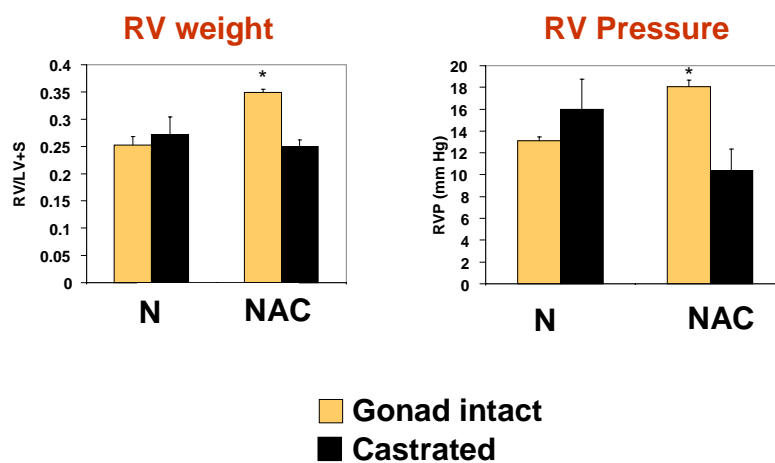 RV weight
0.4
0.35
0.3
0.25
0.2
0.15
0.1
0.05
0
RV/LV+S
*
N
NAC
RV Pressure
20
18
16
14
12
10
8
6
4
2
0
RVP (mm Hg)
*
N
NAC
Gonad intact
Castrated